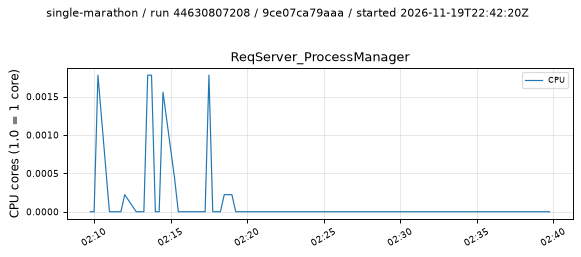 single-marathon / run 44630807208 / 9ce07ca79aaa / started 2026-11-19T22:42:20Z
ReqServer_ProcessManager
CPU
CPU cores (1.0 = 1 core)
0.0015
0.0010
0.0005
0.0000
02:10
02:15
02:20
02:25
02:30
02:35
02:40